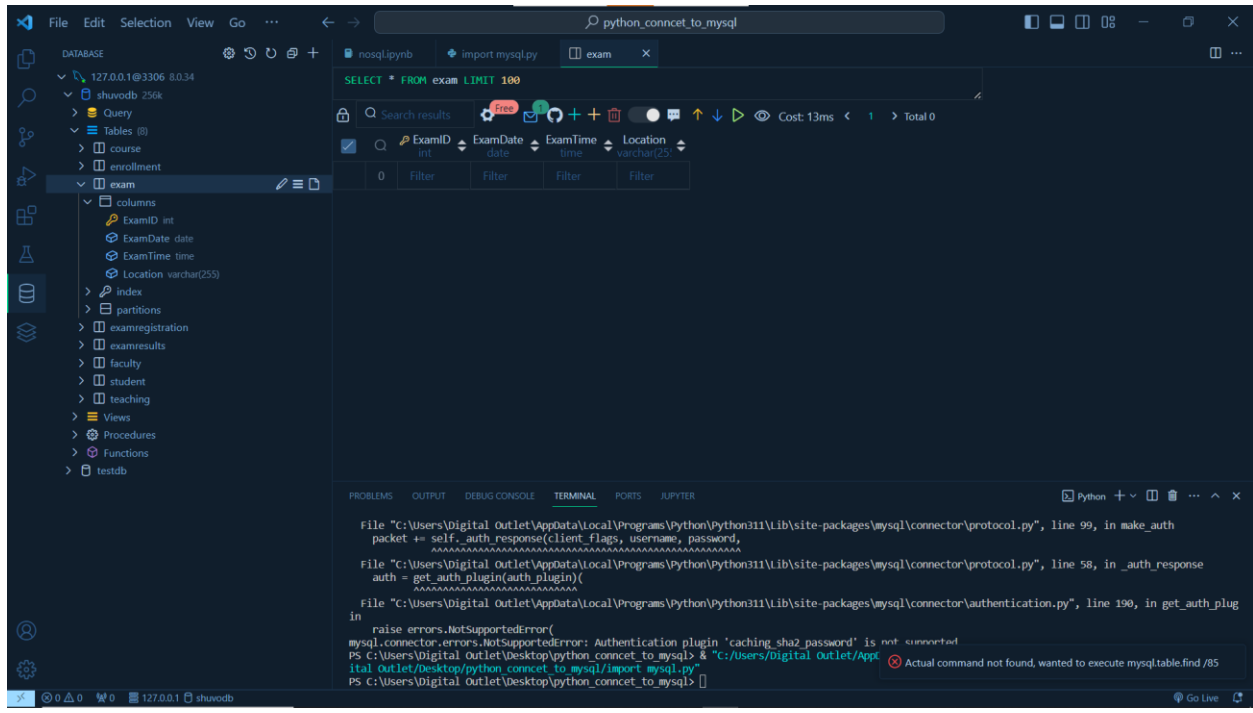 File Edit Selection View Go ··· python_conncet_to_mysql
DATABASE
127.0.0.1@3306 8.0.34
shuvodb 256k
Query
Tables (8)
course
enrollment
exam
columns
ExamID int
ExamDate date
ExamTime time
Location varchar(255)
index
partitions
examregistration
examresults
faculty
student
teaching
Views
Procedures
Functions
testdb
nosql.ipynb import mysql.py exam
SELECT * FROM exam LIMIT 100
Search results Free 1 Cost: 13ms 1 Total 0
ExamID ExamDate ExamTime Location
int date time varchar(25
0 Filter Filter Filter Filter
PROBLEMS OUTPUT DEBUG CONSOLE TERMINAL PORTS JUPYTER Python
File "C:\Users\Digital Outlet\AppData\Local\Programs\Python\Python311\Lib\site-packages\mysql\connector\protocol.py", line 99, in make_auth
packet += self._auth_response(client_flags, username, password,
^^^^^^^^^^^^^^^^^^^^^^^^^^^^^^^^^^^^^^^^^^^^^^^^^^^^^
File "C:\Users\Digital Outlet\AppData\Local\Programs\Python\Python311\Lib\site-packages\mysql\connector\protocol.py", line 58, in _auth_response
auth = get_auth_plugin(auth_plugin)(
^^^^^^^^^^^^^^^^^^^^^^^^^^^^
File "C:\Users\Digital Outlet\AppData\Local\Programs\Python\Python311\Lib\site-packages\mysql\connector\authentication.py", line 190, in get_auth_plug
in
raise errors.NotSupportedError(
mysql.connector.errors.NotSupportedError: Authentication plugin 'caching_sha2_password' is not supported
PS C:\Users\Digital Outlet\Desktop\python_conncet_to_mysql> & "C:/Users/Digital Outlet/AppD
ital Outlet/Desktop/python_conncet_to_mysql/import mysql.py"
PS C:\Users\Digital Outlet\Desktop\python_conncet_to_mysql>
Actual command not found, wanted to execute mysql.table.find /85
0 0 0 127.0.0.1 shuvodb Go Live